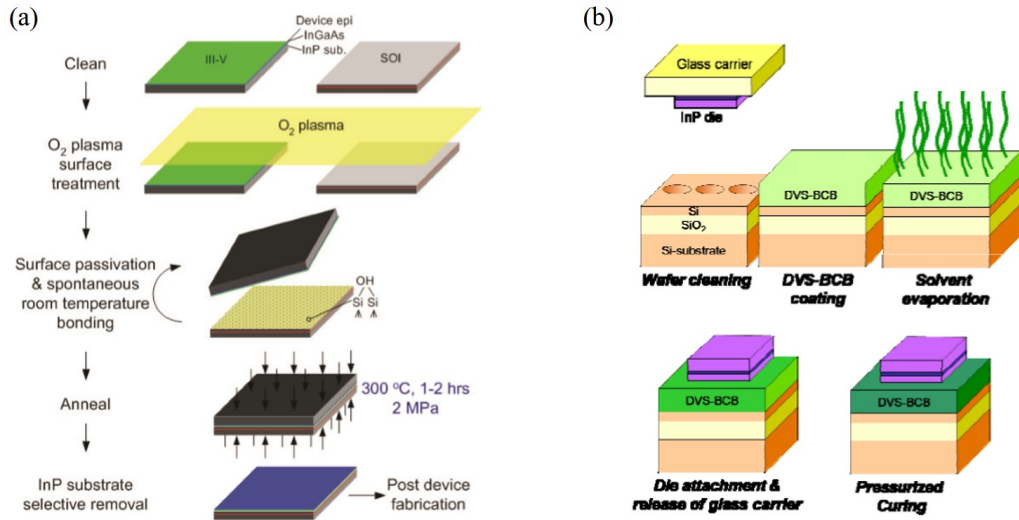 (a)
Device epi
InGaAs
InP sub.
Clean
III-V
SOI
O₂ plasma
O₂ plasma
surface
treatment
Surface passivation
& spontaneous
room temperature
bonding
OH
Si Si
Anneal
300 ºC, 1-2 hrs
2 MPa
InP substrate
selective removal
Post device
fabrication
(b)
Glass carrier
InP die
Si
SiO₂
Si-substrate
DVS-BCB
DVS-BCB
Wafer cleaning
DVS-BCB
coating
Solvent
evaporation
DVS-BCB
DVS-BCB
Die attachment &
release of glass carrier
Pressurized
Curing